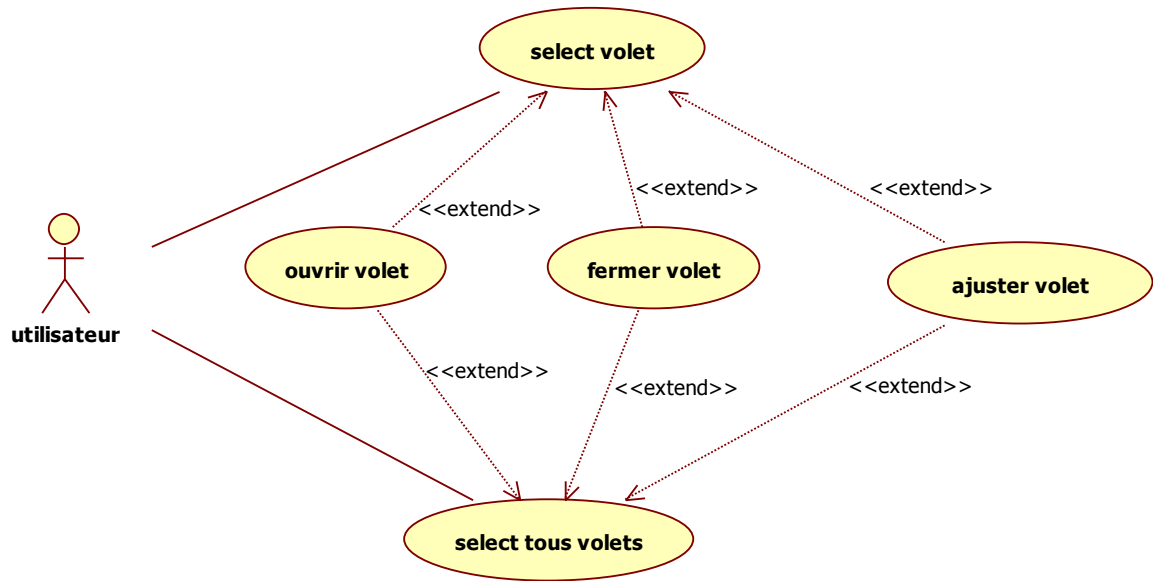 select volet
<<extend>>
<<extend>>
<<extend>>
ouvrir volet
fermer volet
ajuster volet
utilisateur
<<extend>>
<<extend>>
<<extend>>
select tous volets